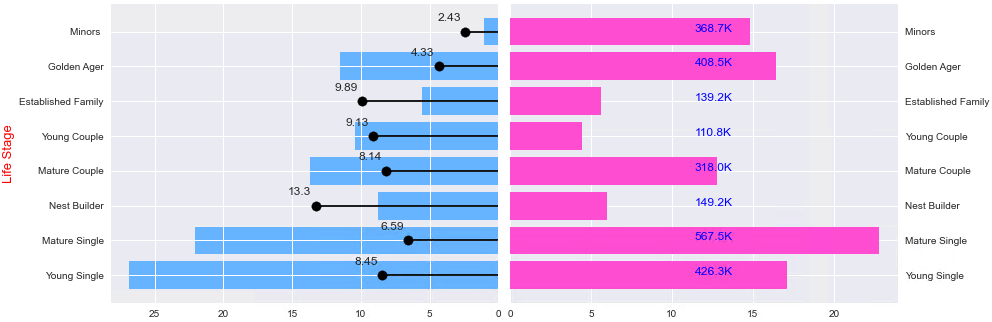 Life Stage
Minors 2.43 368.7K Minors
Golden Ager 4.33 408.5K Golden Ager
Established Family 9.89 139.2K Established Family
Young Couple 9.13 110.8K Young Couple
Mature Couple 8.14 318.0K Mature Couple
Nest Builder 13.3 149.2K Nest Builder
Mature Single 6.59 567.5K Mature Single
Young Single 8.45 426.3K Young Single
25 20 15 10 5 0 0 5 10 15 20